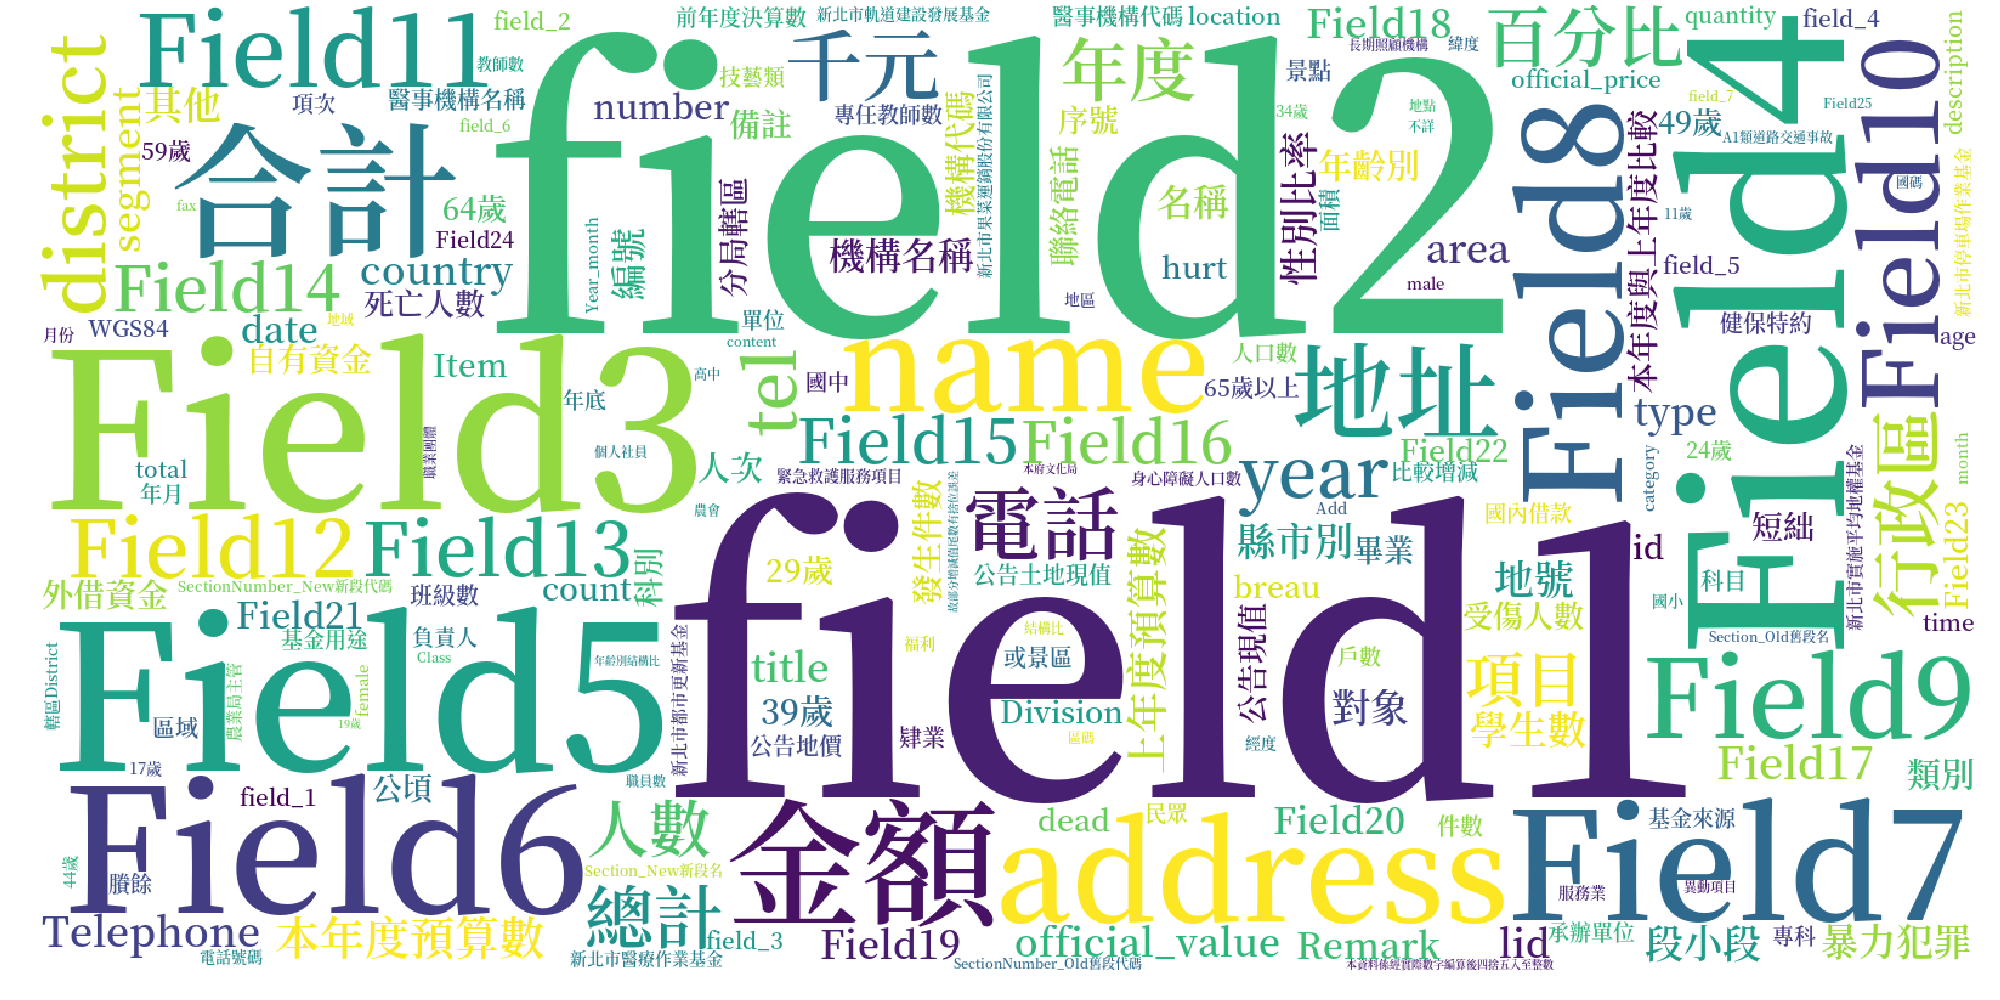 Field11
field_2
前年度決算數
新北市軌道建設發展基金
醫事機構代碼
location
Field18
百分比
quantity
field_4
district
segment
其他
項次
教師數
醫事機構名稱
field_6
field2
千元
number
技藝類
備註
專任教師數
機構代碼
新北市果菜運銷股份有限公司
年度
序號
長期照顧機構
緯度
景點
34歲
地點
不詳
official_price
field_7
Field25
49歲
A1類道路交通事故
Field4
Field10
description
59歲
合計
fax
64歲
Field24
Year_month
編號
分局轄區
機構名稱
聯絡電話
名稱
hurt
性別比率
年齡別
面積
area
male
地區
Field8
本年度與上年度比較
field_5
國碼
11歲
新北市停車場作業基金
Field14
country
死亡人數
月份
WGS84
date
地域
單位
content
健保特約
age
Field3
自有資金
Item
年底
高中
tel
國中
name
人口數
65歲以上
地址
type
行政區
total
年月
職業團體
個人社員
人次
農會
Field15
Field16
緊急救護服務項目
本府文化局
身心障礙人口數
year
Field22
比較增減
Add
category
24歲
新北市實施平均地權基金
month
Field23
Field12
Field13
電話
縣市別
畢業
國內借款
id
短絀
外借資金
SectionNumber_New新段代碼
班級數
count
科別
29歲
發生件數
公告土地現值
breau
地號
科目
國小
Field21
基金用途
負責人
Class
年齡別結構比
新北市都市更新基金
field1
title
39歲
公告地價
福利
肄業
結構比
或景區
Division
區碼
上年度預算數
公告現值
經度
戶數
對象
受傷人數
項目
學生數
Section_Old舊段名
time
Field9
Field17
類別
轄區District
Field5
區域
農業局主管
female
19歲
17歲
職員數
Field6
field_1
公頃
44歲
賸餘
人數
Section_New新段名
金額
dead
民眾
address
Field20
件數
Field7
基金來源
服務業
異動項目
Telephone
電話號碼
本年度預算數
總計
field_3
新北市醫療作業基金
Field19
SectionNumber_Old舊段代碼
official_value
Remark
本資料係經實際數字編算後四捨五入至整數
lid
承辦單位
段小段
專科
暴力犯罪